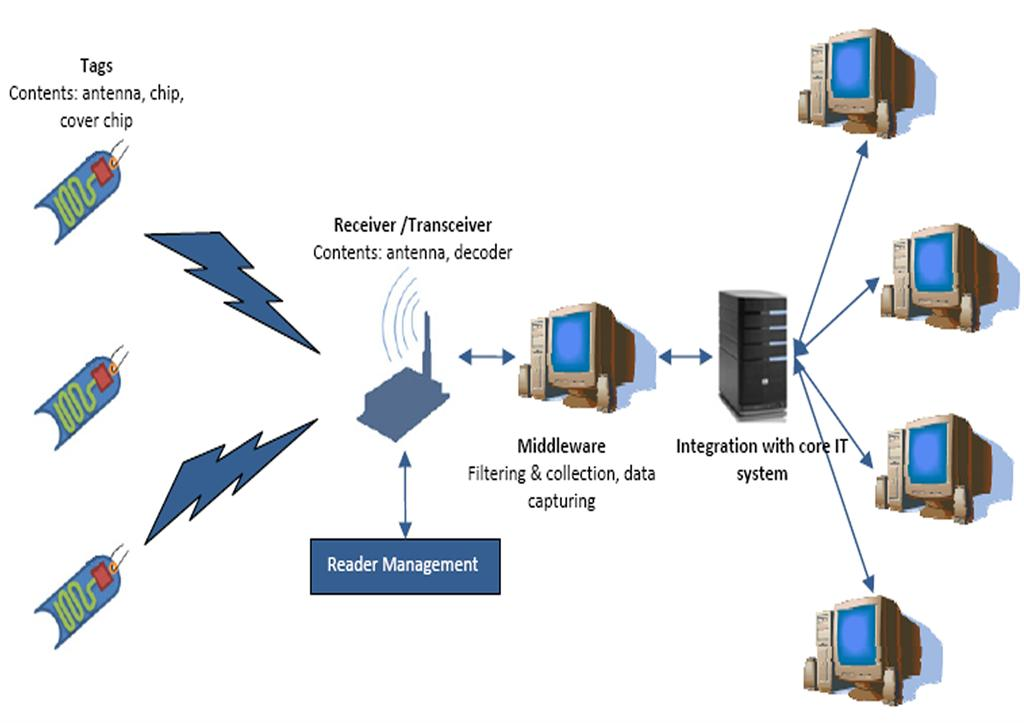 Tags
Contents: antenna, chip,
cover chip
Receiver /Transceiver
Contents: antenna, decoder
Middleware
Filtering & collection, data
capturing
Integration with core IT
system
Reader Management